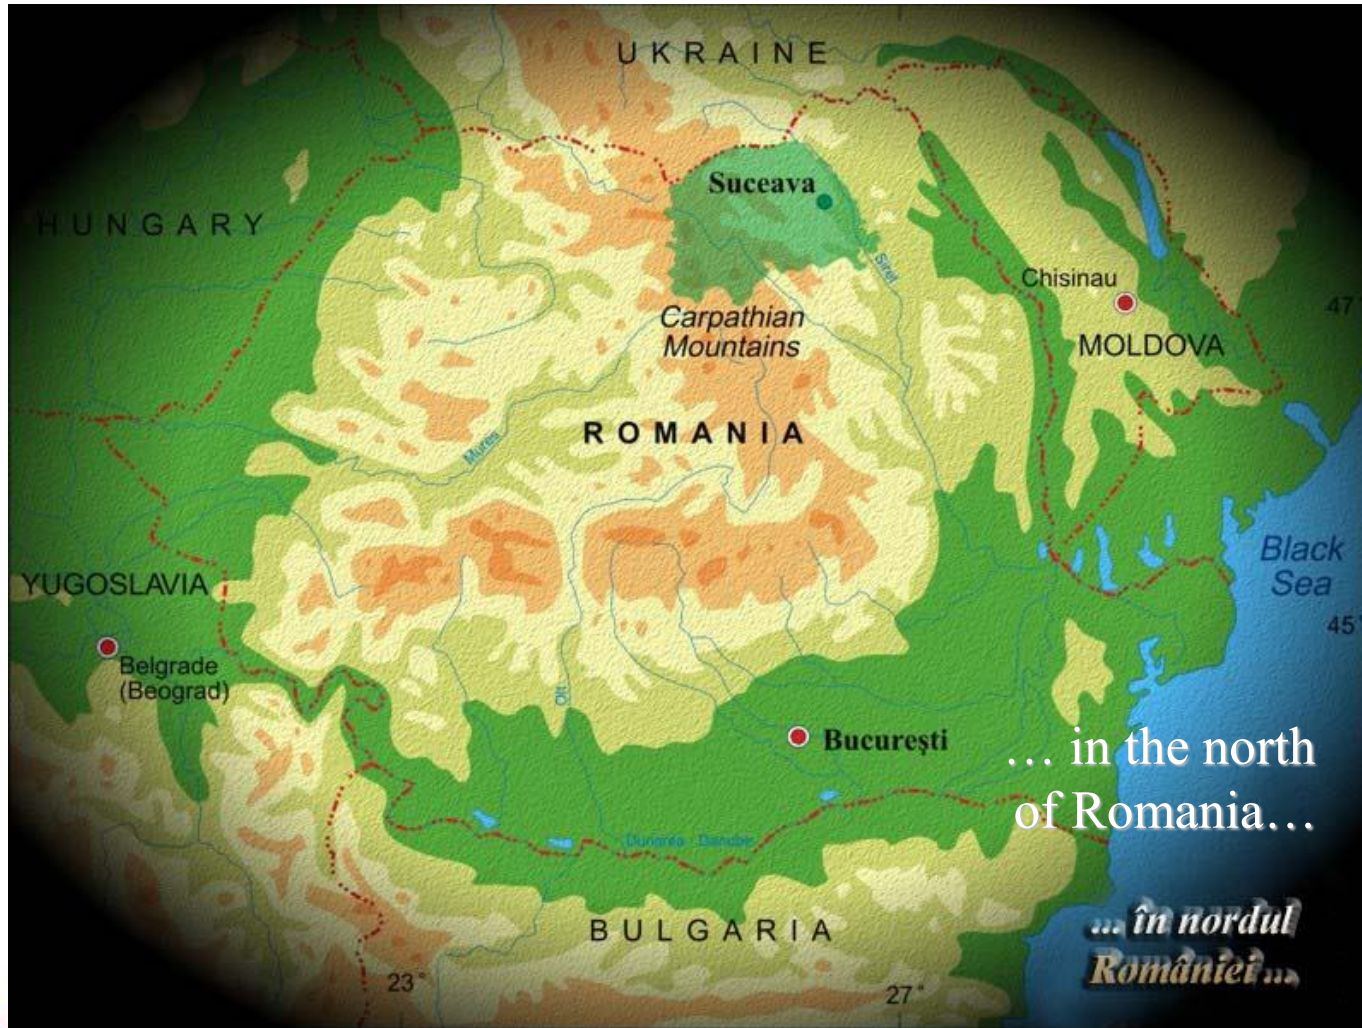 UKRAINE
Suceava
HUNGARY
Siret
Chisinau
47
Carpathian
Mountains
MOLDOVA
ROMANIA
Mures
Black
Sea
YUGOSLAVIA
45°
Belgrade
(Beograd)
Olt
București
… in the north
of Romania…
Dunarea Danube
... în nordul
României ...
BULGARIA
23°
27°